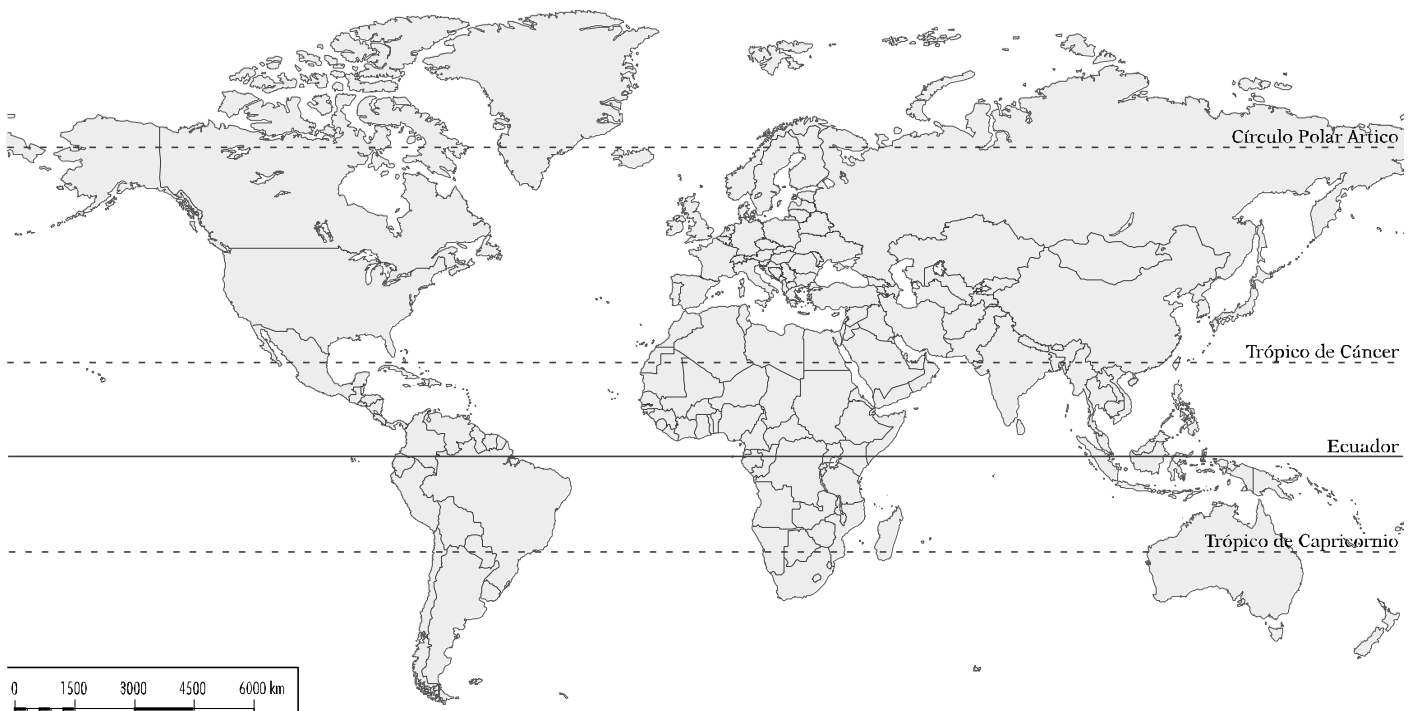 Círculo Polar Ártico
Trópico de Cáncer
Ecuador
Trópico de Capricornio
0 1500 3000 4500 6000 km